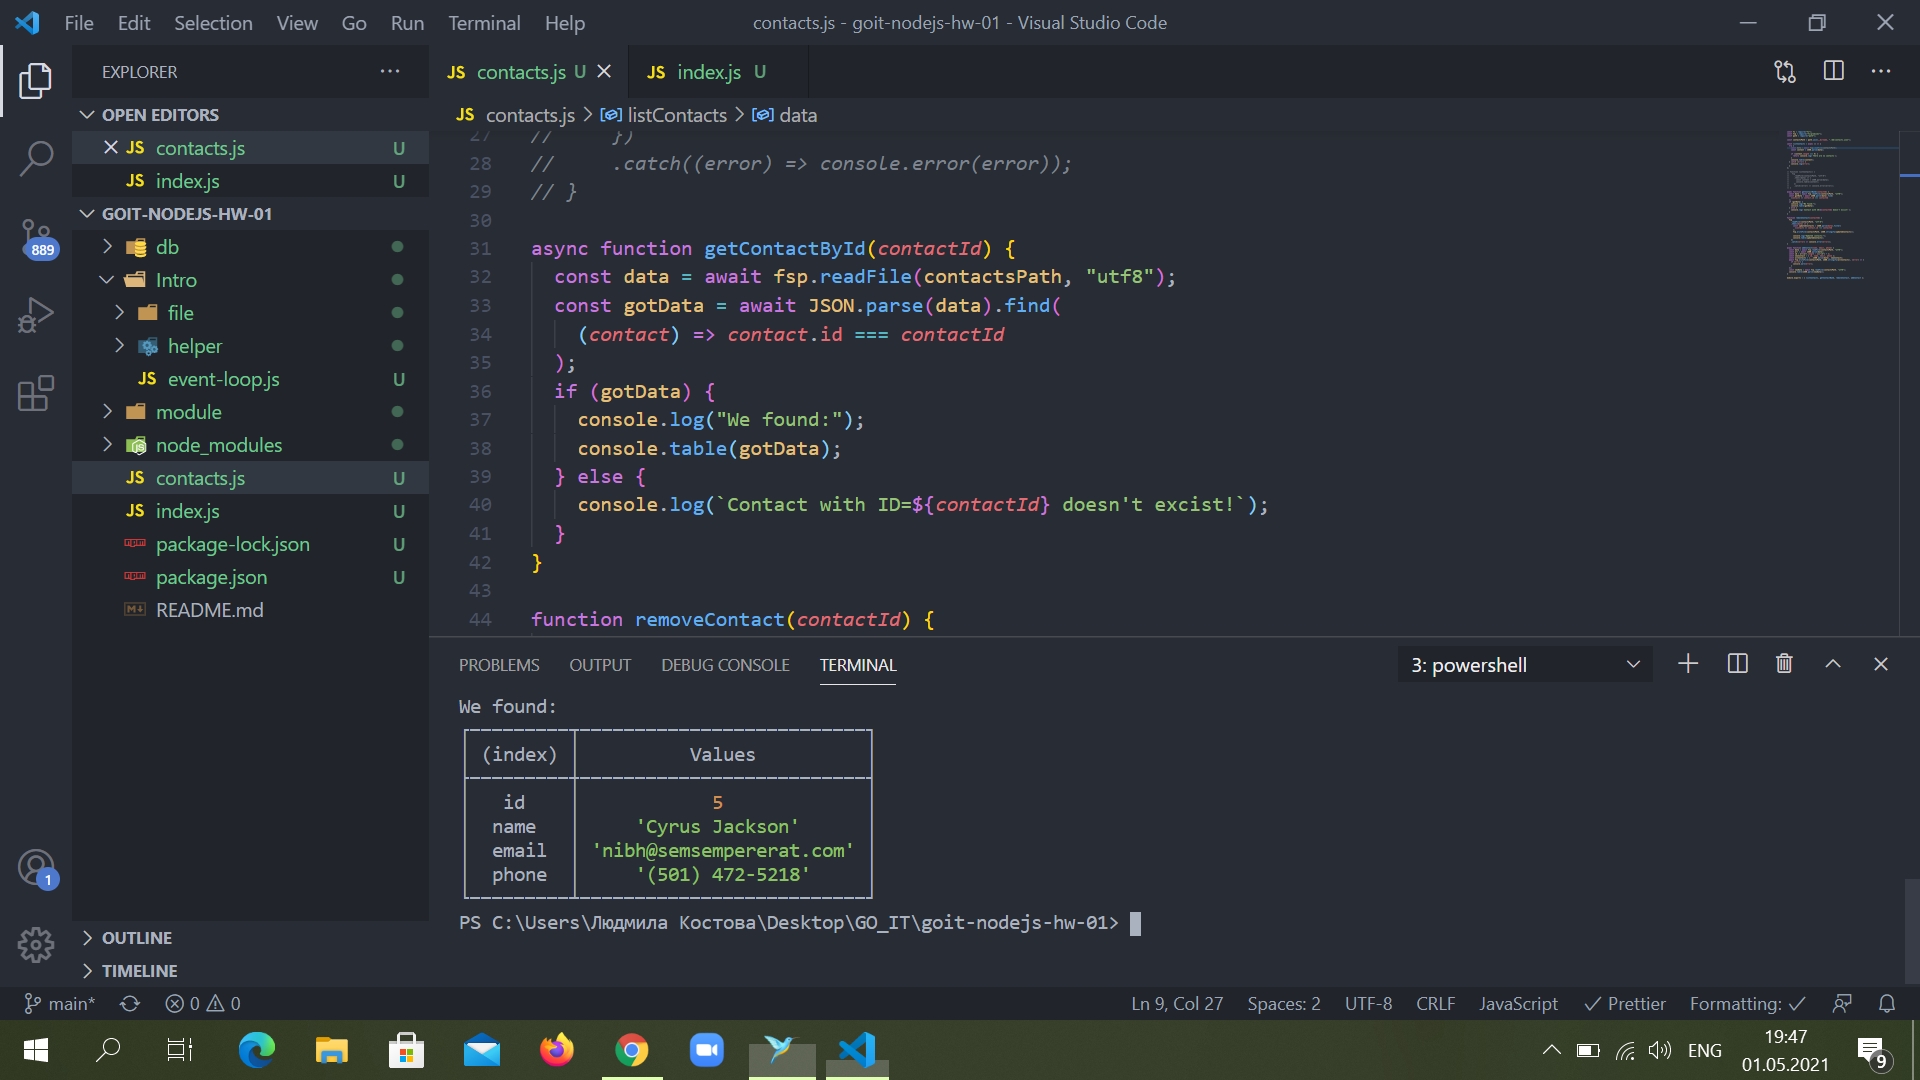 File Edit Selection View Go Run Terminal Help
contacts.js - goit-nodejs-hw-01 - Visual Studio Code
EXPLORER
OPEN EDITORS
JS contacts.js U
JS index.js U
GOIT-NODEJS-HW-01
db
Intro
file
helper
JS event-loop.js U
module
node_modules
JS contacts.js U
JS index.js U
package-lock.json U
package.json U
README.md
OUTLINE
TIMELINE
889
1
JS contacts.js U
JS index.js U
JS contacts.js > listContacts > data
27 // })
28 // .catch((error) => console.error(error));
29 // }
30
31 async function getContactById(contactId) {
32 const data = await fsp.readFile(contactsPath, "utf8");
33 const gotData = await JSON.parse(data).find(
34 (contact) => contact.id === contactId
35 );
36 if (gotData) {
37 console.log("We found:");
38 console.table(gotData);
39 } else {
40 console.log(`Contact with ID=${contactId} doesn't excist!`);
41 }
42 }
43
44 function removeContact(contactId) {
PROBLEMS OUTPUT DEBUG CONSOLE TERMINAL
3: powershell
We found:
(index) Values
id 5
name 'Cyrus Jackson'
email 'nibh@semsempererat.com'
phone '(501) 472-5218'
PS C:\Users\Людмила Костова\Desktop\GO_IT\goit-nodejs-hw-01>
main* 0 0
Ln 9, Col 27 Spaces: 2 UTF-8 CRLF JavaScript Prettier Formatting:
ENG
19:47
01.05.2021
9